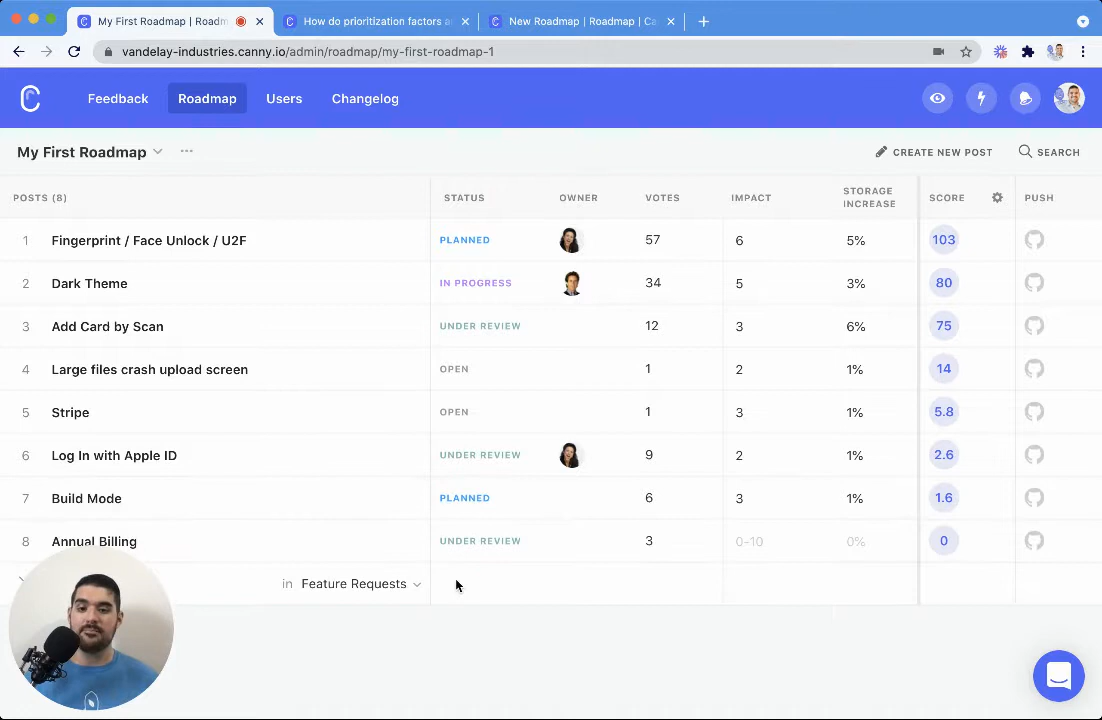 My First Roadmap | Roadm
How do prioritization factors a
New Roadmap | Roadmap | Ca
vandelay-industries.canny.io/admin/roadmap/my-first-roadmap-1
Feedback
Roadmap
Users
Changelog
My First Roadmap
CREATE NEW POST
SEARCH
POSTS (8)
STATUS
OWNER
VOTES
IMPACT
STORAGE
INCREASE
SCORE
PUSH
1 Fingerprint / Face Unlock / U2F PLANNED 57 6 5% 103
2 Dark Theme IN PROGRESS 34 5 3% 80
3 Add Card by Scan UNDER REVIEW 12 3 6% 75
4 Large files crash upload screen OPEN 1 2 1% 14
5 Stripe OPEN 1 3 1% 5.8
6 Log In with Apple ID UNDER REVIEW 9 2 1% 2.6
7 Build Mode PLANNED 6 3 1% 1.6
8 Annual Billing UNDER REVIEW 3 0-10 0% 0
in Feature Requests